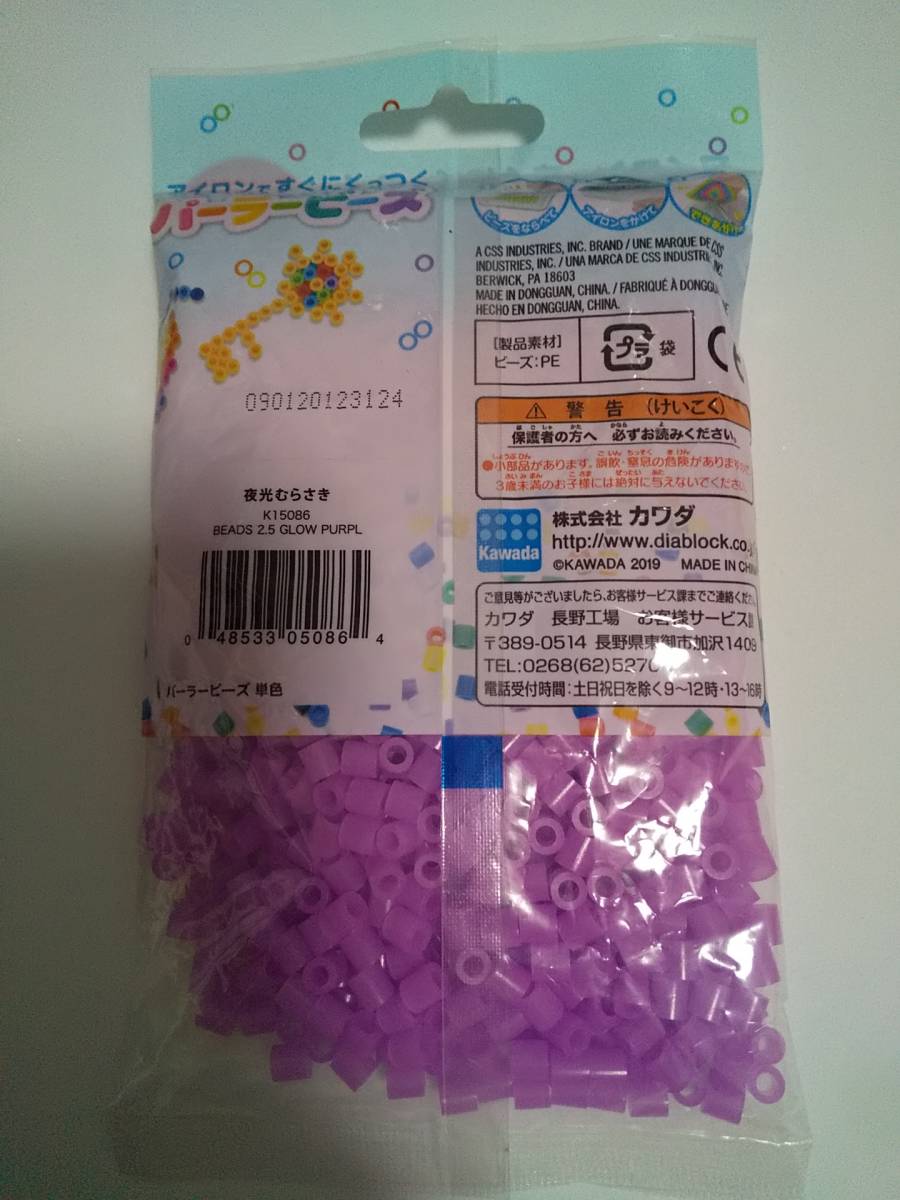 アイロンですぐにくっつく
パーラービーズ
090120123124
夜光むらさき
K15086
BEADS 2.5 GLOW PURPL
0 48533 05086 4
パーラービーズ 単色
ビーズをならべて
アイロンをかけて
できあがり
A CSS INDUSTRIES, INC. BRAND / UNE MARQUE DE CSS
INDUSTRIES, INC. / UNA MARCA DE CSS INDUSTRI
BERWICK, PA 18603
MADE IN DONGGUAN, CHINA. / FABRIQUÉ À DONGGU
HECHO EN DONGGUAN, CHINA.
[製品素材]
ビーズ:PE
プラ 袋
CE
警告 (けいこく)
保護者の方へ 必ずお読みください。
●小部品があります。誤飲・窒息の危険があります
3歳未満のお子様には絶対に与えないでください
Kawada
株式会社 カワダ
http://www.diablock.co.
©KAWADA 2019 MADE IN CHIN
ご意見等がございましたら、お客様サービス課までご連絡くださ
カワダ 長野工場 お客様サービス課
〒389-0514 長野県東御市加沢1409
TEL:0268(62)5270
電話受付時間:土日祝日を除く9~12時・13~16時